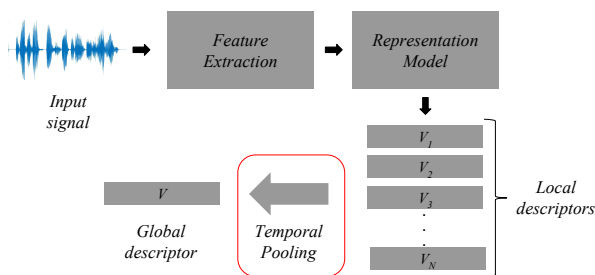 Feature
Extraction
Representation
Model
Input
signal
V1
V2
V3
.
.
.
VN
Local
descriptors
V
Global
descriptor
Temporal
Pooling